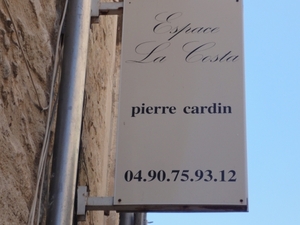 Espace
La Costa
pierre cardin
04.90.75.93.12